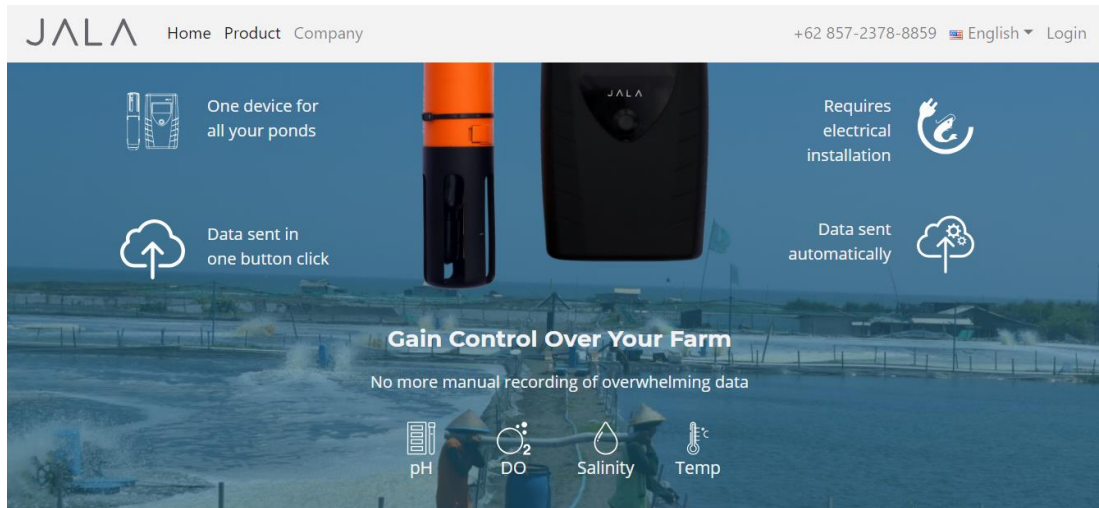 JALA Home Product Company +62 857-2378-8859 English Login
JALA
One device for
all your ponds
Requires
electrical
installation
Data sent in
one button click
Data sent
automatically
Gain Control Over Your Farm
No more manual recording of overwhelming data
pH DO Salinity Temp